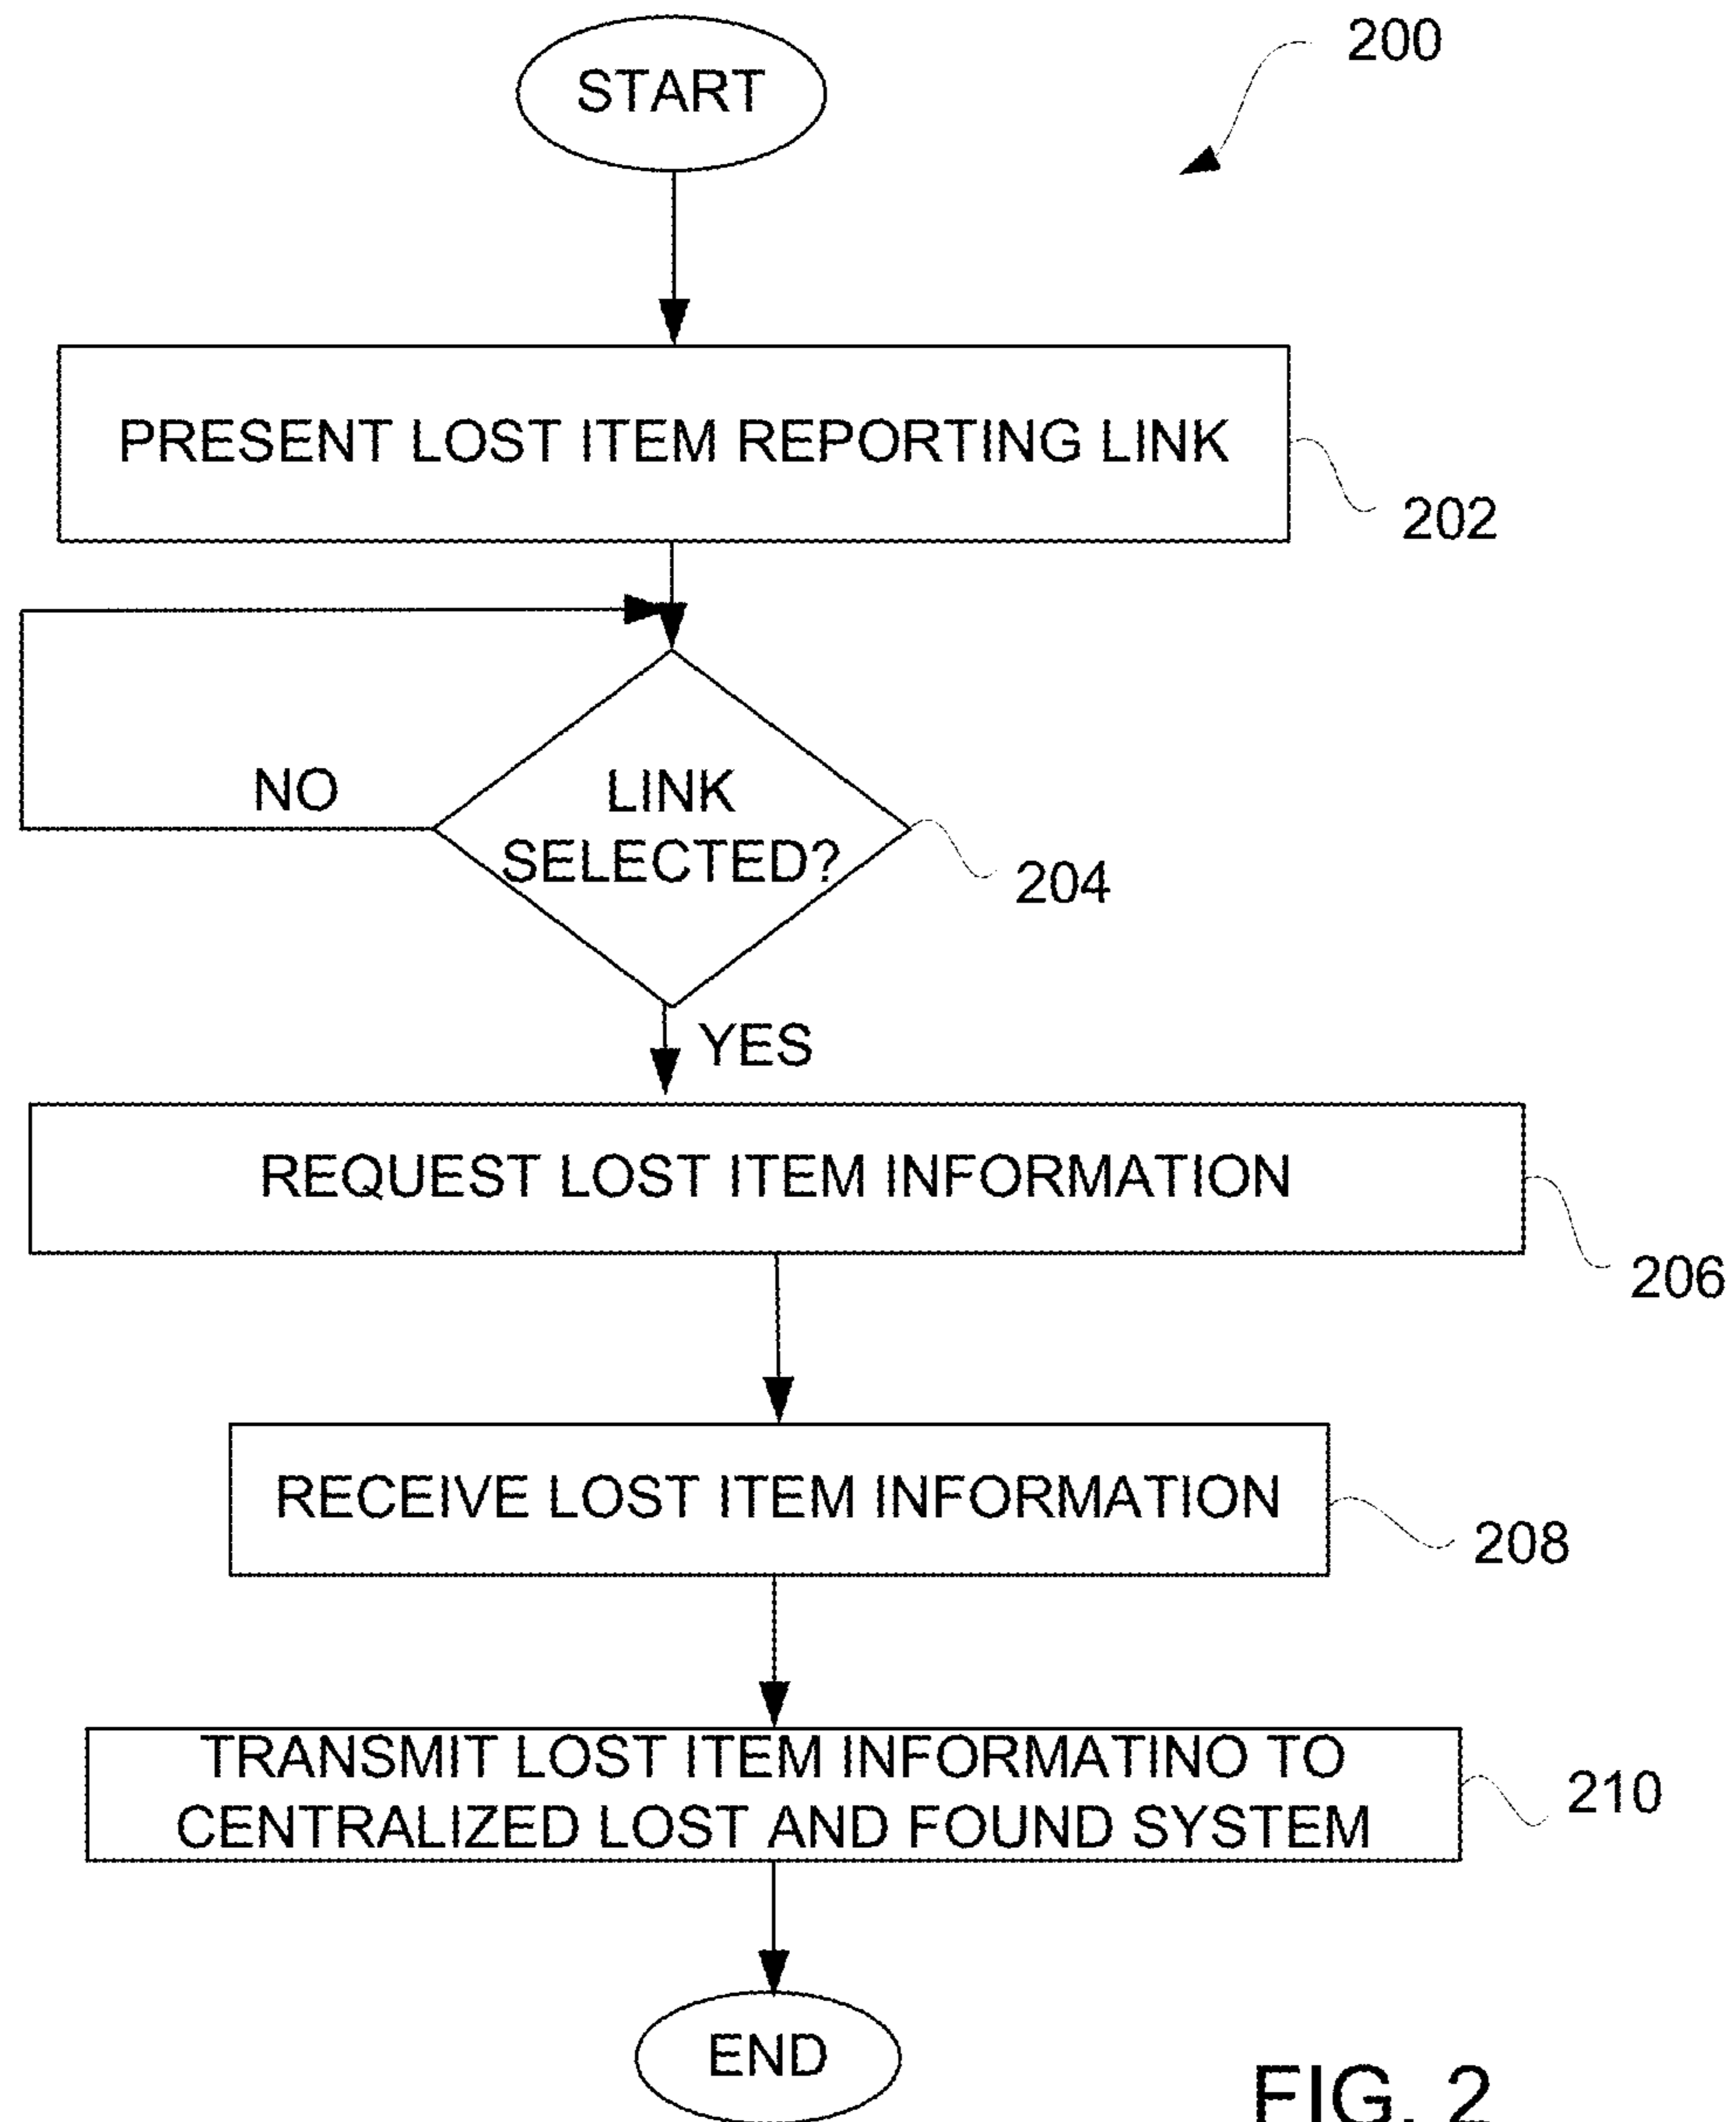 200
START
PRESENT LOST ITEM REPORTING LINK
202
NO
LINK
SELECTED?
204
YES
REQUEST LOST ITEM INFORMATION
206
RECEIVE LOST ITEM INFORMATION
208
TRANSMIT LOST ITEM INFORMATINO TO
CENTRALIZED LOST AND FOUND SYSTEM
210
END
FIG. 2